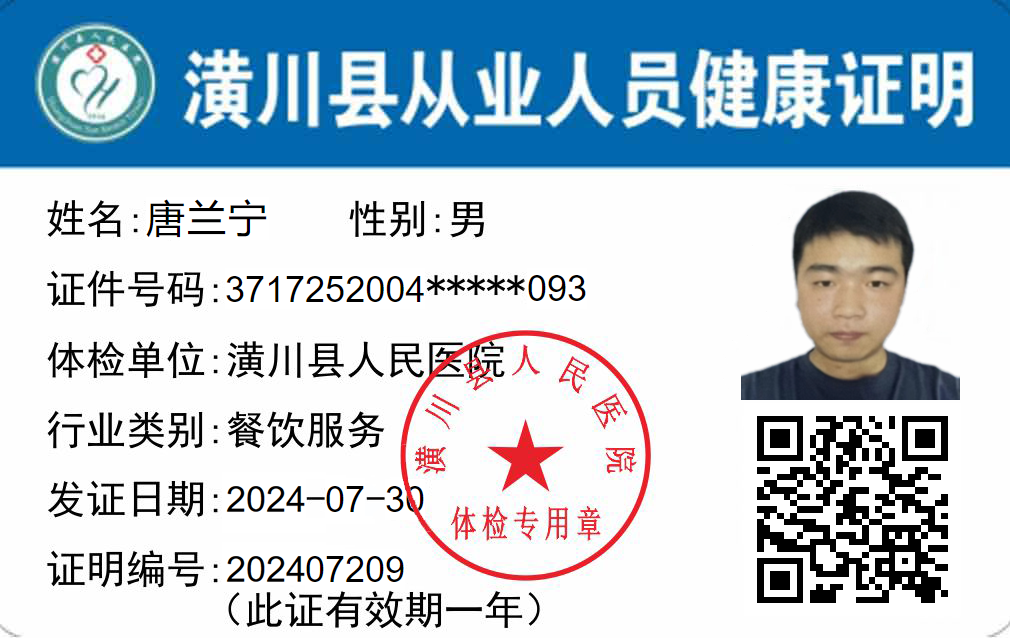 潢川县从业人员健康证明
姓名:唐兰宁 性别:男
证件号码:3717252004*****093
体检单位:潢川县人民医院
行业类别:餐饮服务
发证日期:2024-07-30
证明编号:202407209
（此证有效期一年）
潢川县人民医院
体检专用章